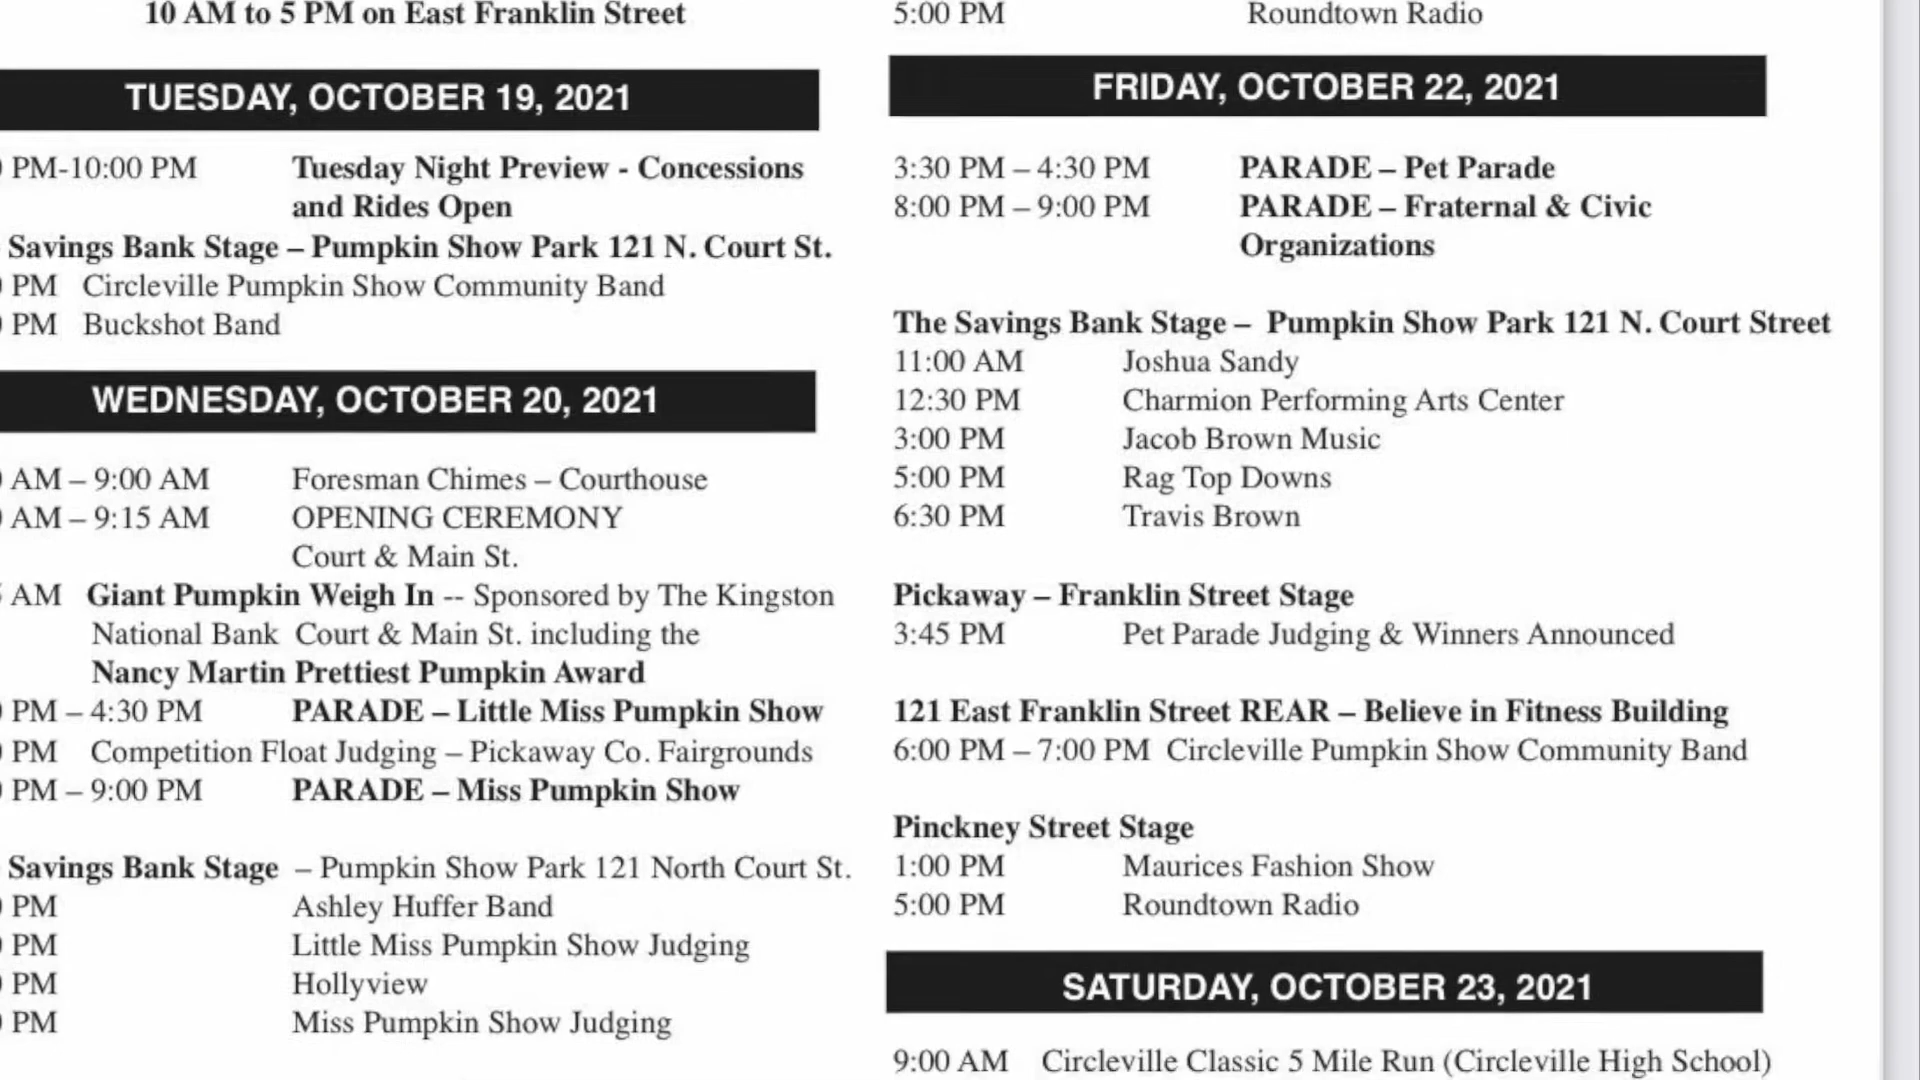 10 AM to 5 PM on East Franklin Street
TUESDAY, OCTOBER 19, 2021
PM-10:00 PM Tuesday Night Preview - Concessions
and Rides Open
Savings Bank Stage – Pumpkin Show Park 121 N. Court St.
PM Circleville Pumpkin Show Community Band
PM Buckshot Band
WEDNESDAY, OCTOBER 20, 2021
AM – 9:00 AM Foresman Chimes – Courthouse
AM – 9:15 AM OPENING CEREMONY
Court & Main St.
AM Giant Pumpkin Weigh In -- Sponsored by The Kingston
National Bank Court & Main St. including the
Nancy Martin Prettiest Pumpkin Award
PM – 4:30 PM PARADE – Little Miss Pumpkin Show
PM Competition Float Judging – Pickaway Co. Fairgrounds
PM – 9:00 PM PARADE – Miss Pumpkin Show
Savings Bank Stage – Pumpkin Show Park 121 North Court St.
PM Ashley Huffer Band
PM Little Miss Pumpkin Show Judging
PM Hollyview
PM Miss Pumpkin Show Judging
5:00 PM Roundtown Radio
FRIDAY, OCTOBER 22, 2021
3:30 PM – 4:30 PM PARADE – Pet Parade
8:00 PM – 9:00 PM PARADE – Fraternal & Civic
Organizations
The Savings Bank Stage – Pumpkin Show Park 121 N. Court Street
11:00 AM Joshua Sandy
12:30 PM Charmion Performing Arts Center
3:00 PM Jacob Brown Music
5:00 PM Rag Top Downs
6:30 PM Travis Brown
Pickaway – Franklin Street Stage
3:45 PM Pet Parade Judging & Winners Announced
121 East Franklin Street REAR – Believe in Fitness Building
6:00 PM – 7:00 PM Circleville Pumpkin Show Community Band
Pinckney Street Stage
1:00 PM Maurices Fashion Show
5:00 PM Roundtown Radio
SATURDAY, OCTOBER 23, 2021
9:00 AM Circleville Classic 5 Mile Run (Circleville High School)